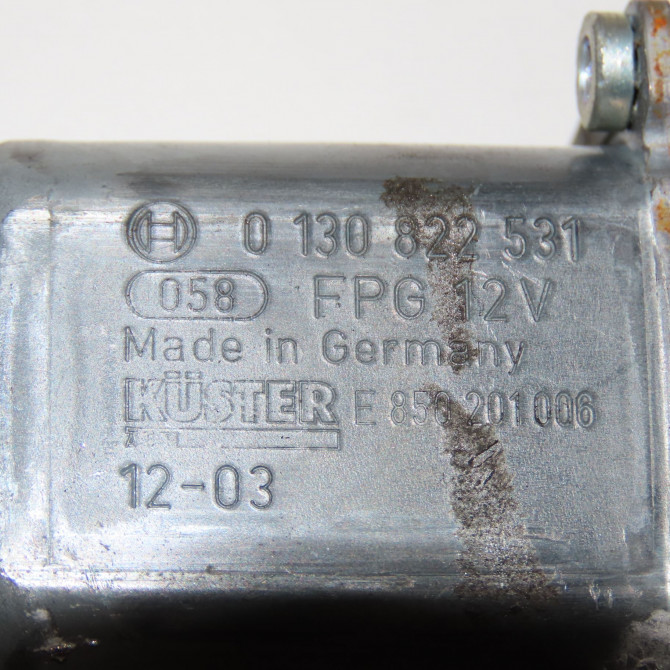 0 130 822 531
058 FPG 12V
Made in Germany
KÜSTER E 850 201 006
12-03